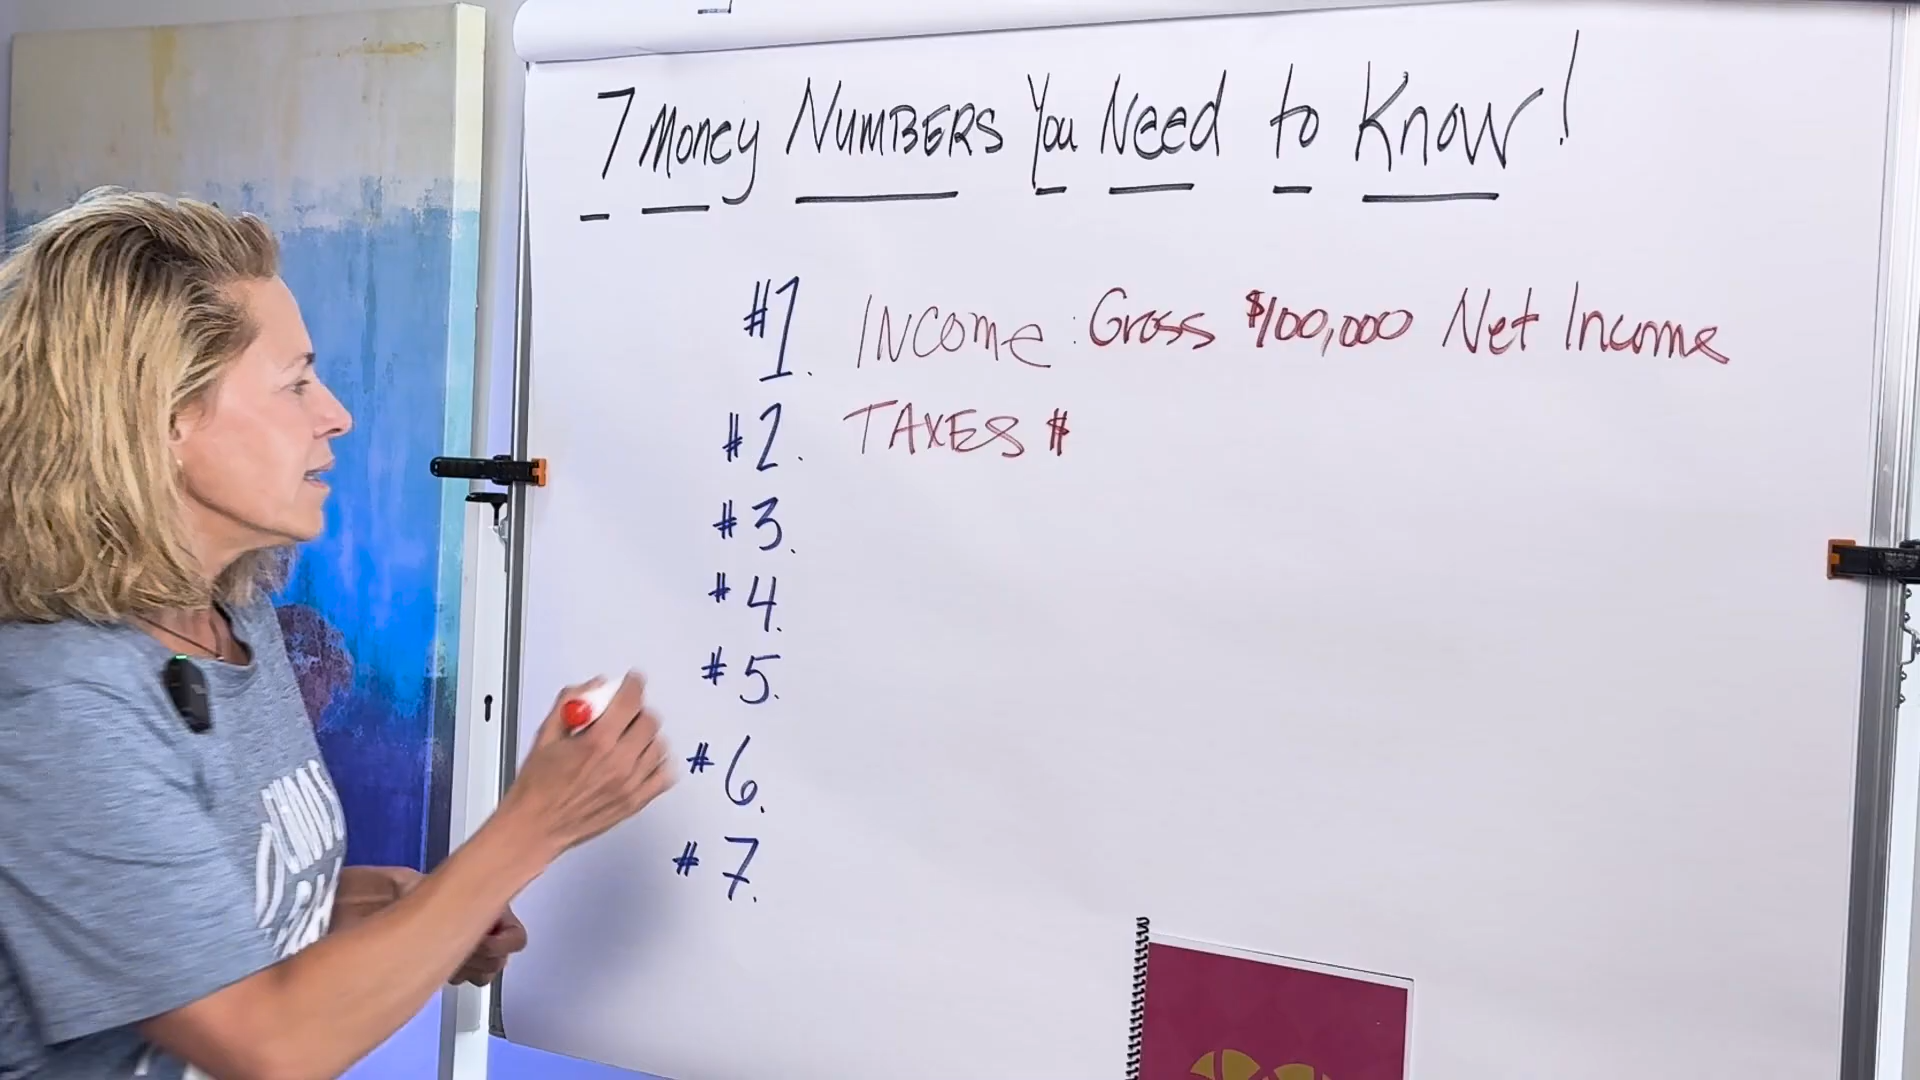 7 Money NUMBERS You Need to Know!
#1. INCOMe: Gross $100,000 Net Income
#2. TAXES $
#3.
#4.
#5.
#6.
#7.